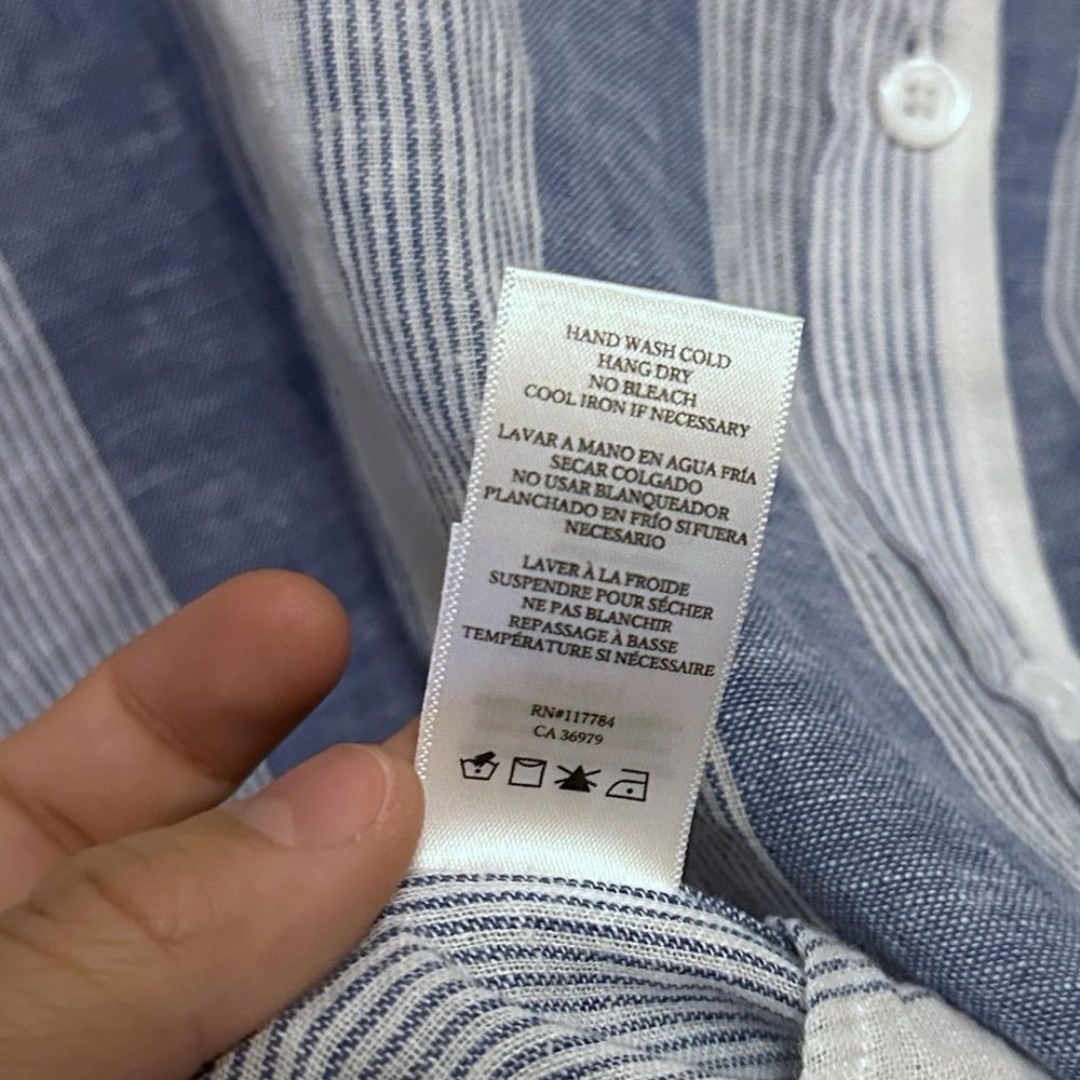 HAND WASH COLD
HANG DRY
NO BLEACH
COOL IRON IF NECESSARY
LAVAR A MANO EN AGUA FRÍA
SECAR COLGADO
NO USAR BLANQUEADOR
PLANCHADO EN FRÍO SI FUERA
NECESARIO
LAVER À LA FROIDE
SUSPENDRE POUR SÉCHER
NE PAS BLANCHIR
REPASSAGE À BASSE
TEMPÉRATURE SI NÉCESSAIRE
RN#117784
CA 36979